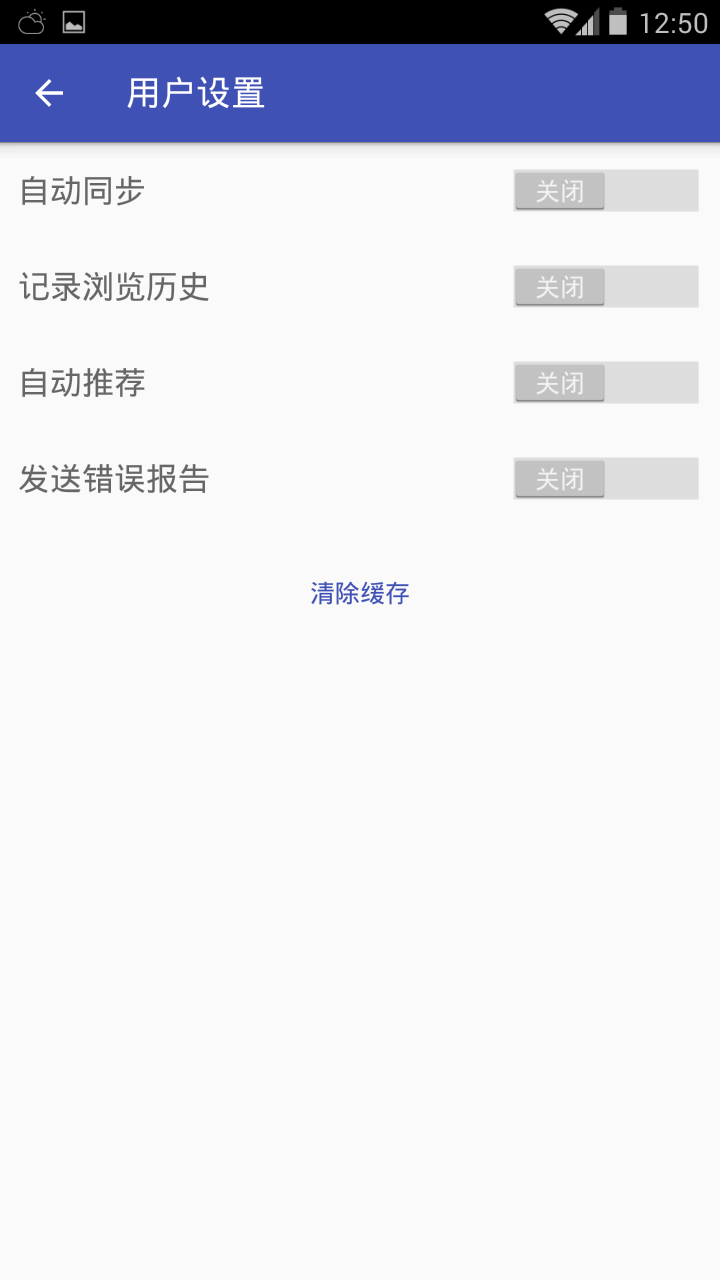 12:50
用户设置
自动同步 关闭
记录浏览历史 关闭
自动推荐 关闭
发送错误报告 关闭
清除缓存